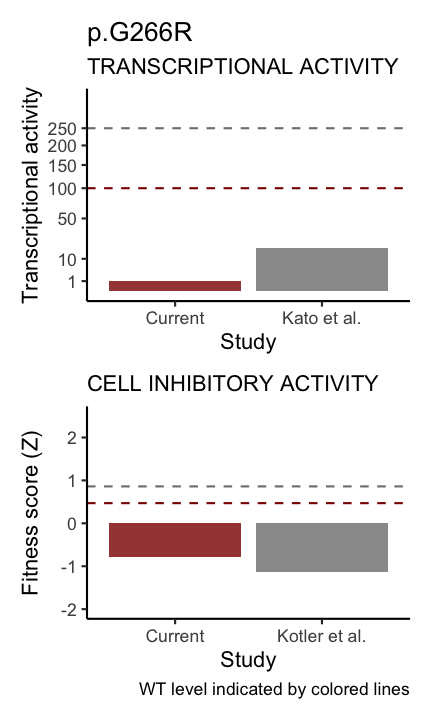 p.G266R
TRANSCRIPTIONAL ACTIVITY
Transcriptional activity
250
200
150
100
50
10
1
Current
Kato et al.
Study
CELL INHIBITORY ACTIVITY
Fitness score (Z)
2
1
0
-1
-2
Current
Kotler et al.
Study
WT level indicated by colored lines